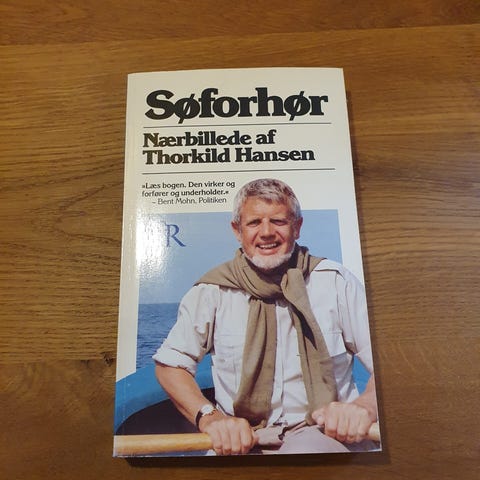 Søforhør
Nærbillede af
Thorkild Hansen
»Læs bogen. Den virker og
forfører og underholder.«
– Bent Mohn, Politiken
R